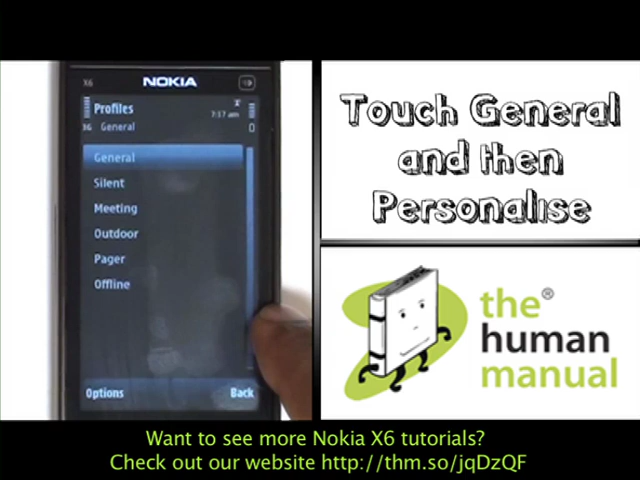 X6
NOKIA
Profiles
7:17 am
3G General
General
Silent
Meeting
Outdoor
Pager
Offline
Options
Back
Touch General
and then
Personalise
the®
human
manual
Want to see more Nokia X6 tutorials?
Check out our website http://thm.so/jqDzQF